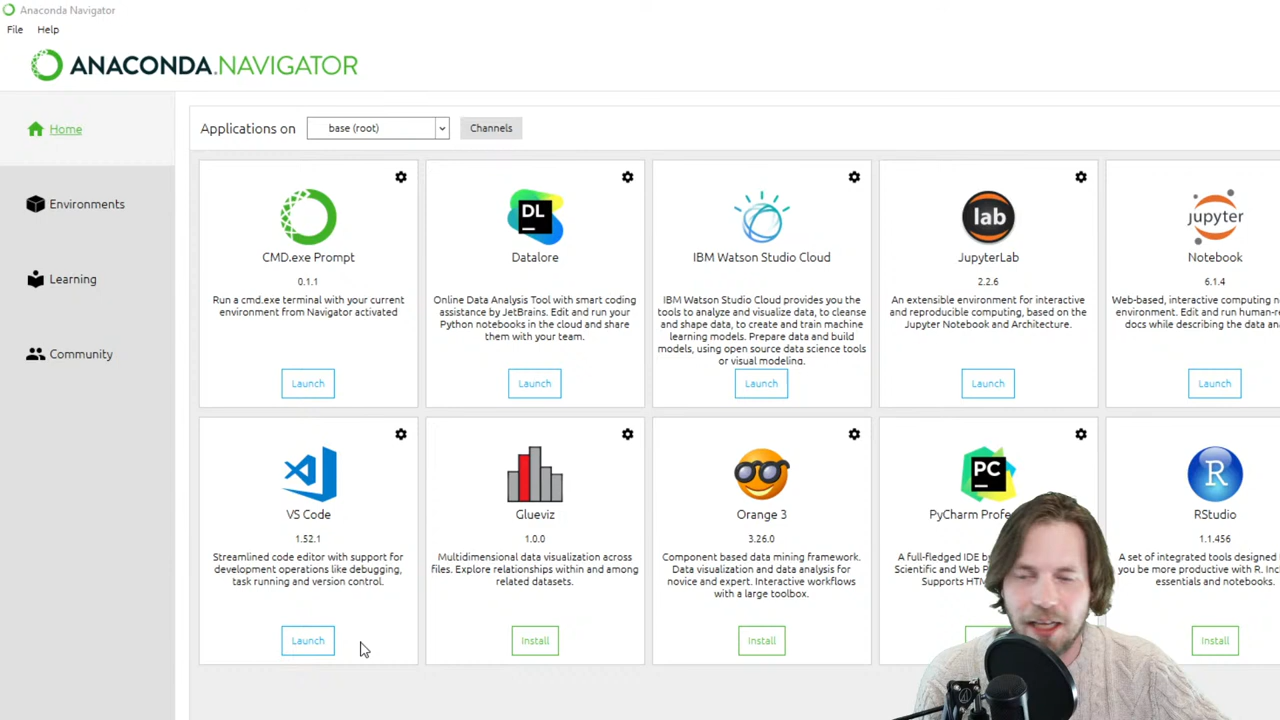 Anaconda Navigator
File Help
ANACONDA.NAVIGATOR
Home
Environments
Learning
Community
Applications on base (root) Channels
CMD.exe Prompt
0.1.1
Run a cmd.exe terminal with your current
environment from Navigator activated
Launch
DL
Datalore
Online Data Analysis Tool with smart coding
assistance by JetBrains. Edit and run your
Python notebooks in the cloud and share
them with your team.
Launch
IBM Watson Studio Cloud
IBM Watson Studio Cloud provides you the
tools to analyze and visualize data, to cleanse
and shape data, to create and train machine
learning models. Prepare data and build
models, using open source data science tools
or visual modeling.
Launch
lab
JupyterLab
2.2.6
An extensible environment for interactive
and reproducible computing, based on the
Jupyter Notebook and Architecture.
Launch
jupyter
Notebook
6.1.4
Web-based, interactive computing
environment. Edit and run
docs while describing the data
Launch
VS Code
1.52.1
Streamlined code editor with support for
development operations like debugging,
task running and version control.
Launch
Glueviz
1.0.0
Multidimensional data visualization across
files. Explore relationships within and among
related datasets.
Install
Orange 3
3.26.0
Component based data mining framework.
Data visualization and data analysis for
novice and expert. Interactive workflows
with a large toolbox.
Install
PC
PyCharm
A full-fledged IDE
Scientific and Web
Supports
R
RStudio
1.1.456
A set of integrated tools designed
you be more productive with R.
essentials and notebooks.
Install